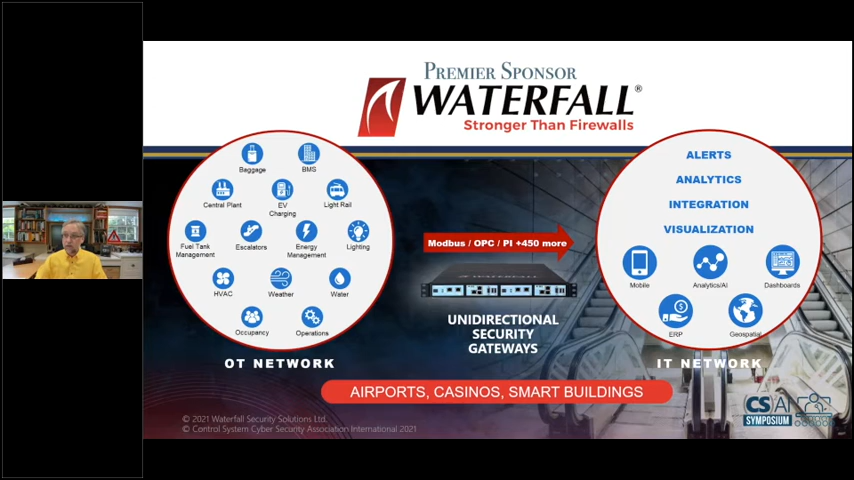 PREMIER SPONSOR
WATERFALL®
Stronger Than Firewalls
Baggage
BMS
Central Plant
EV
Charging
Light Rail
Fuel Tank
Management
Escalators
Energy
Management
Lighting
HVAC
Weather
Water
Occupancy
Operations
OT NETWORK
Modbus / OPC / PI +450 more
WATERFALL
UNIDIRECTIONAL
SECURITY
GATEWAYS
ALERTS
ANALYTICS
INTEGRATION
VISUALIZATION
Mobile
Analytics/AI
Dashboards
ERP
Geospatial
IT NETWORK
AIRPORTS, CASINOS, SMART BUILDINGS
© 2021 Waterfall Security Solutions Ltd.
© Control System Cyber Security Association International 2021
CSAI
SYMPOSIUM